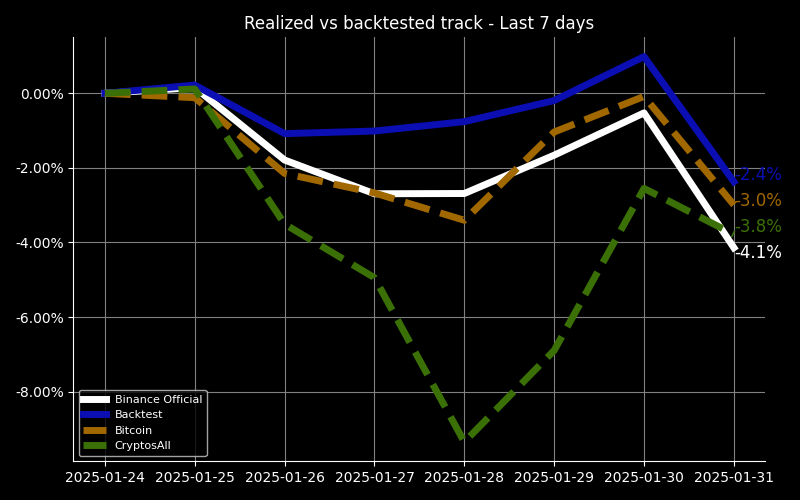 Realized vs backtested track - Last 7 days
0.00%
-2.00%
-4.00%
-6.00%
-8.00%
-2.4%
-3.0%
-3.8%
-4.1%
Binance Official
Backtest
Bitcoin
CryptosAll
2025-01-24 2025-01-25 2025-01-26 2025-01-27 2025-01-28 2025-01-29 2025-01-30 2025-01-31